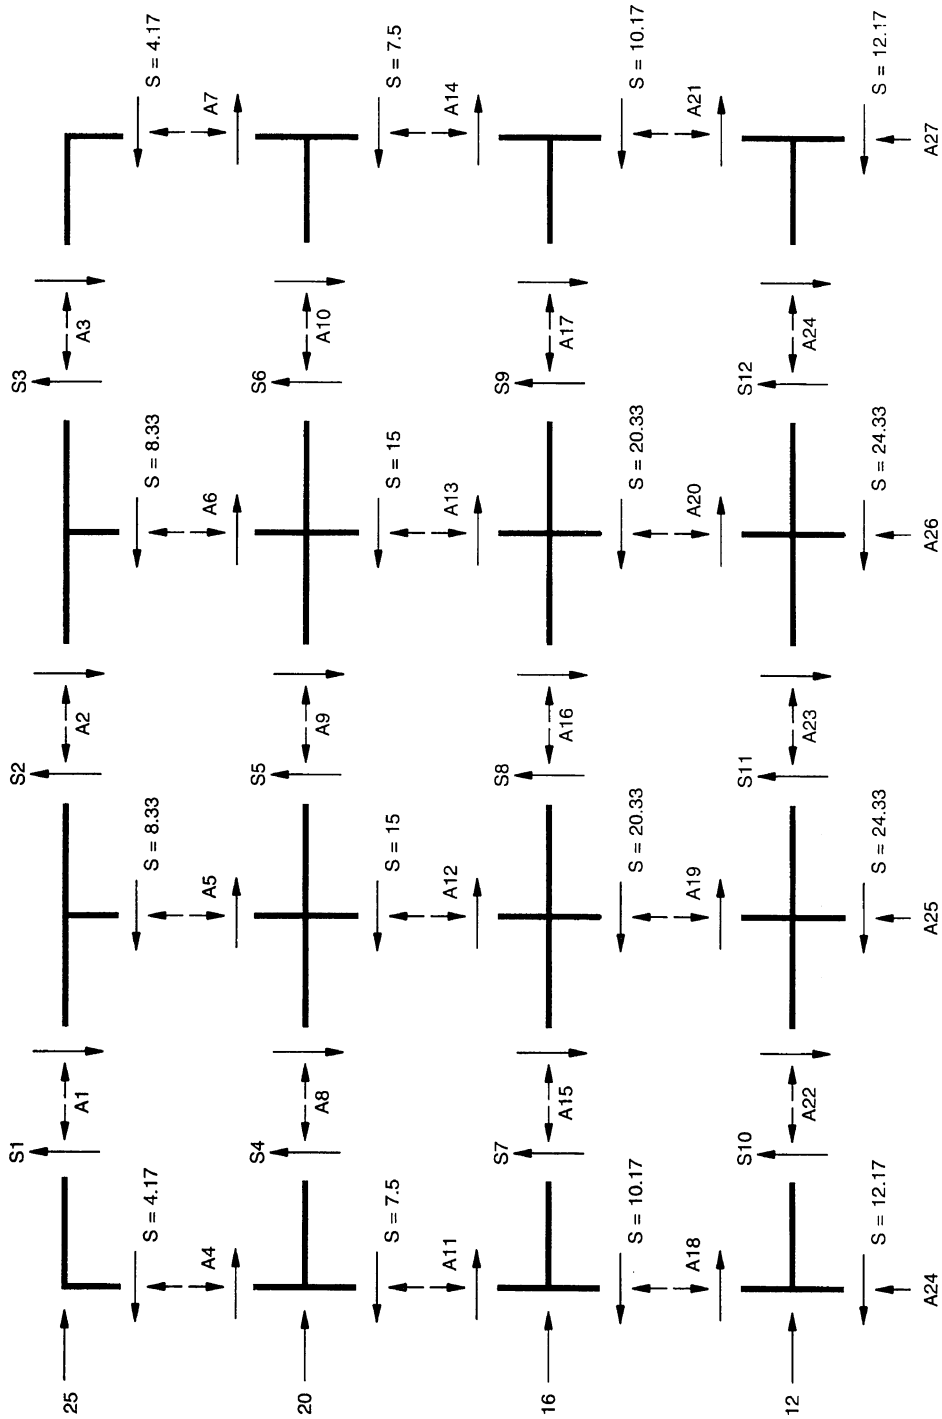 S1 S2 S3
25
A1 A2 A3
S = 4.17 S = 8.33 S = 8.33 S = 4.17
A4 A5 A6 A7
S4 S5 S6
20
A8 A9 A10
S = 7.5 S = 15 S = 15 S = 7.5
A11 A12 A13 A14
S7 S8 S9
16
A15 A16 A17
S = 10.17 S = 20.33 S = 20.33 S = 10.17
A18 A19 A20 A21
S10 S11 S12
12
A22 A23 A24
S = 12.17 S = 24.33 S = 24.33 S = 12.17
A24 A25 A26 A27